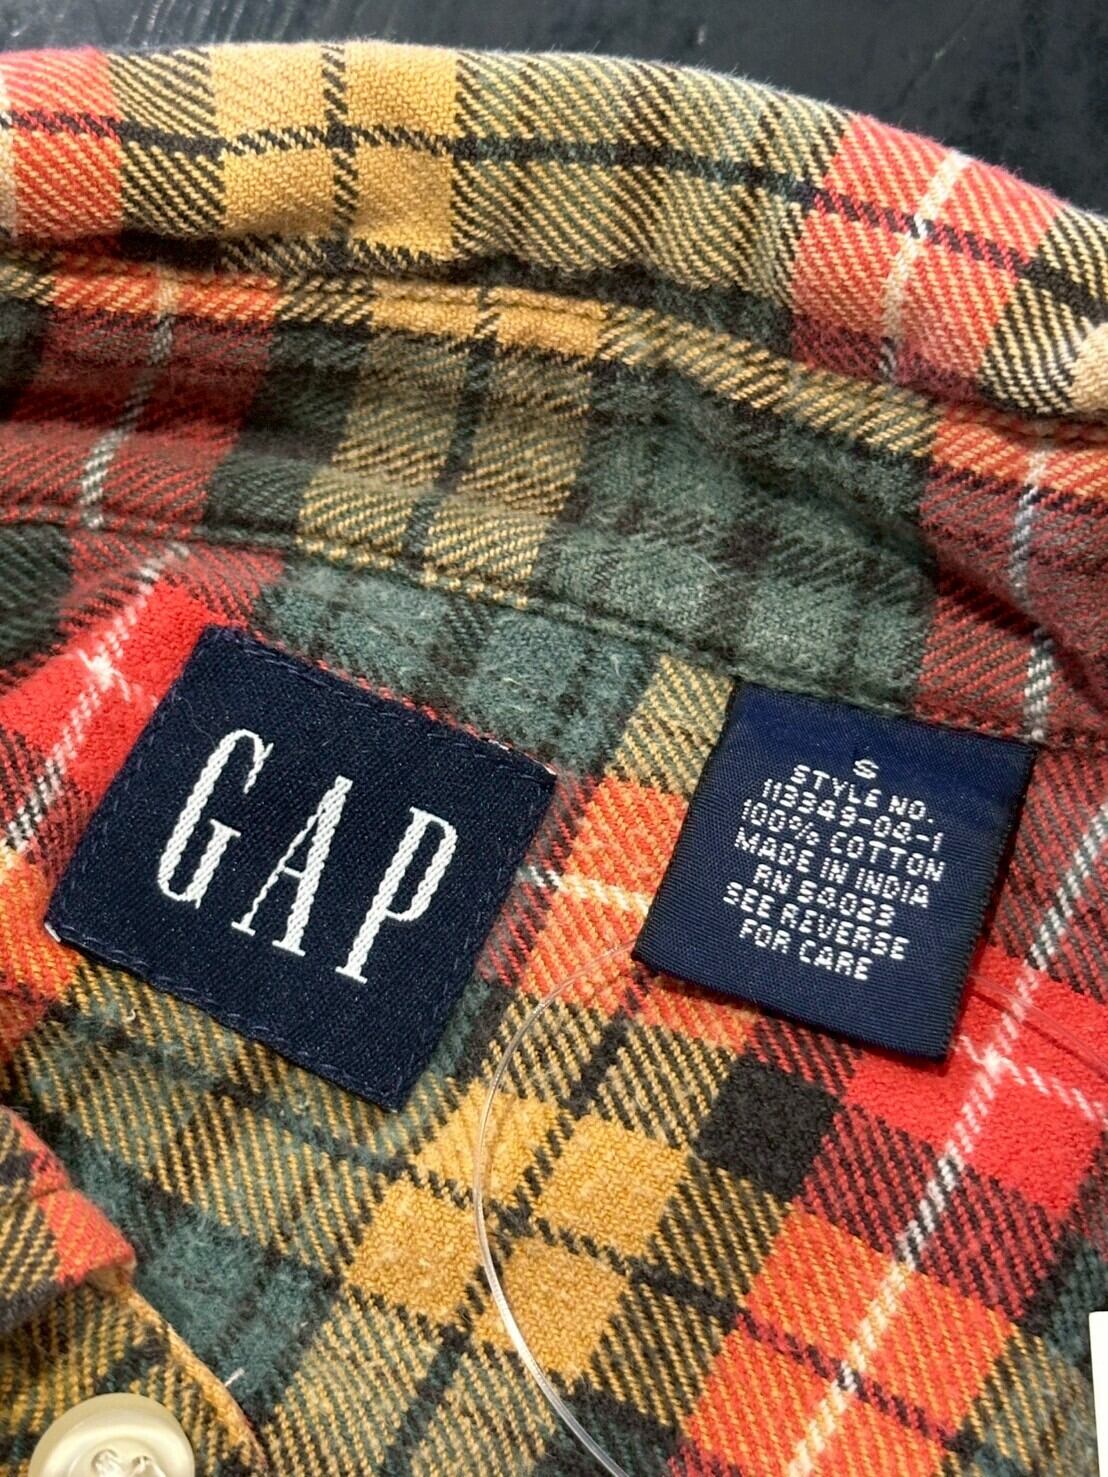 GAP
S
STYLE NO.
113349-04-1
100% COTTON
MADE IN INDIA
RN 54023
SEE REVERSE
FOR CARE